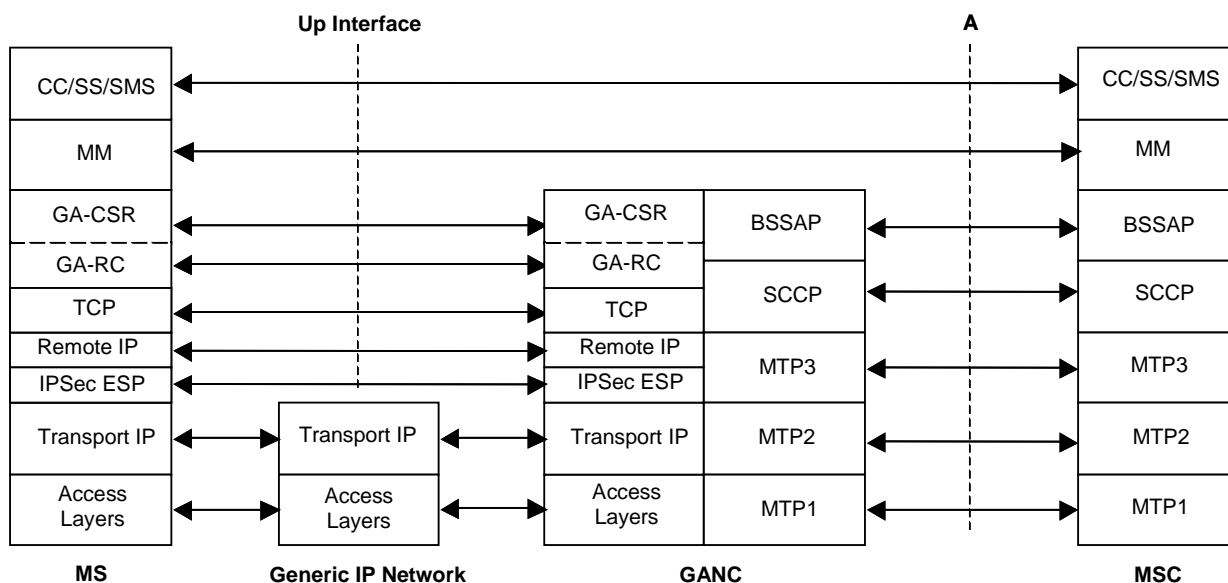 Up Interface
A
CC/SS/SMS
CC/SS/SMS
MM
MM
GA-CSR
GA-CSR
BSSAP
BSSAP
GA-RC
GA-RC
SCCP
SCCP
TCP
TCP
Remote IP
Remote IP
MTP3
MTP3
IPSec ESP
IPSec ESP
Transport IP
Transport IP
Transport IP
MTP2
MTP2
Access
Layers
Access
Layers
Access
Layers
MTP1
MTP1
MS
Generic IP Network
GANC
MSC